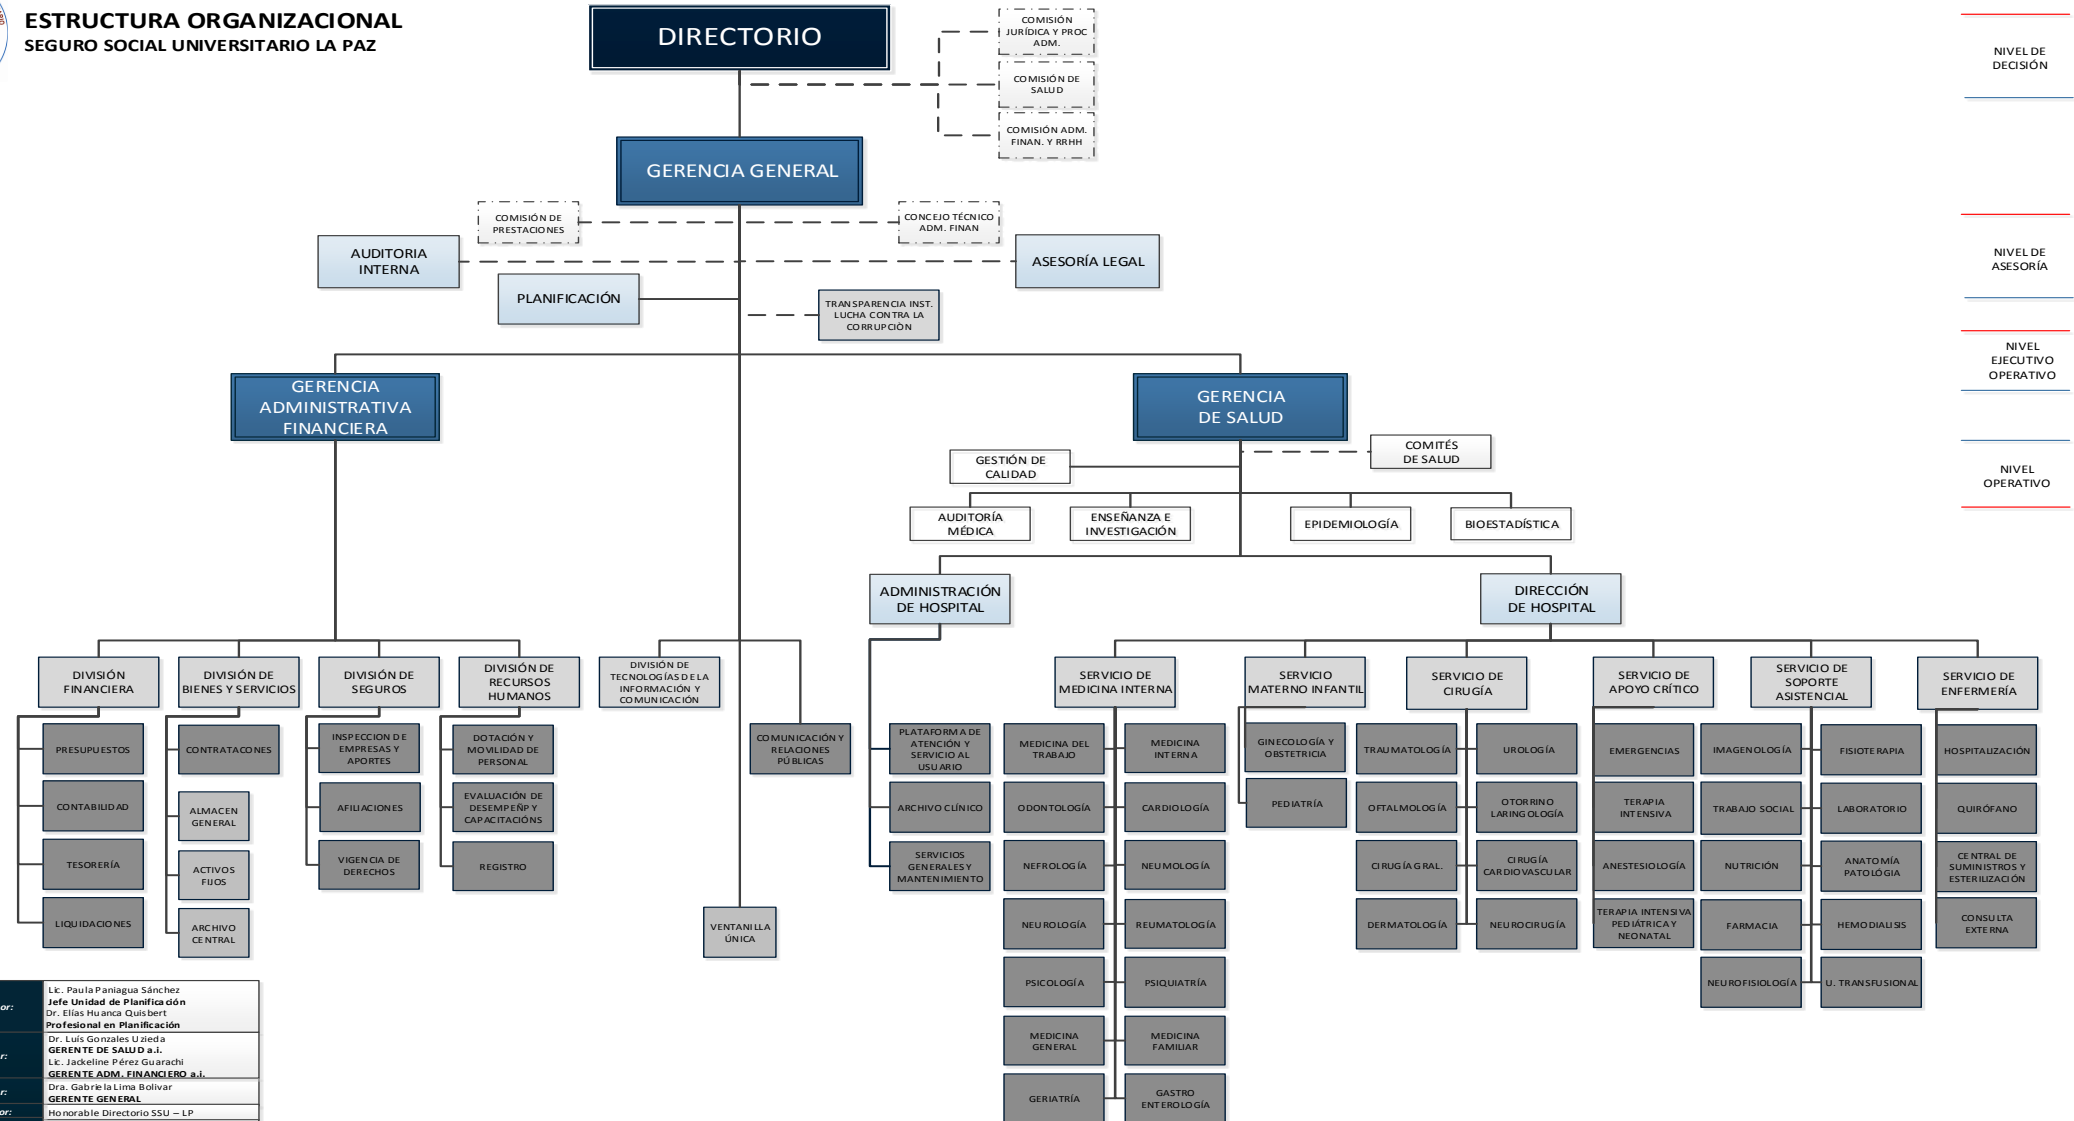 ESTRUCTURA ORGANIZACIONAL
SEGURO SOCIAL UNIVERSITARIO LA PAZ
DIRECTORIO
COMISIÓN
JURÍDICA Y PROC
ADM.
COMISIÓN DE
SALUD
COMISIÓN ADM.
FINAN. Y RRHH
NIVEL DE
DECISIÓN
GERENCIA GENERAL
COMISIÓN DE
PRESTACIONES
CONCEJO TÉCNICO
ADM. FINAN
AUDITORIA
INTERNA
ASESORÍA LEGAL
NIVEL DE
ASESORÍA
PLANIFICACIÓN
TRANSPARENCIA INST.
LUCHA CONTRA LA
CORRUPCIÒN
NIVEL
EJECUTIVO
OPERATIVO
GERENCIA
ADMINISTRATIVA
FINANCIERA
GERENCIA
DE SALUD
COMITÉS
DE SALUD
GESTIÓN DE
CALIDAD
NIVEL
OPERATIVO
AUDITORÍA
MÉDICA
ENSEÑANZA E
INVESTIGACIÓN
EPIDEMIOLOGÍA
BIOESTADÍSTICA
ADMINISTRACIÓN
DE HOSPITAL
DIRECCIÓN
DE HOSPITAL
DIVISIÓN
FINANCIERA
DIVISIÓN DE
BIENES Y SERVICIOS
DIVISIÓN DE
SEGUROS
DIVISIÓN DE
RECURSOS
HUMANOS
DIVISIÓN DE
TECNOLOGÍAS DE LA
INFORMACIÓN Y
COMUNICACIÓN
SERVICIO DE
MEDICINA INTERNA
SERVICIO
MATERNO INFANTIL
SERVICIO DE
CIRUGÍA
SERVICIO DE
APOYO CRÍTICO
SERVICIO DE
SOPORTE
ASISTENCIAL
SERVICIO DE
ENFERMERÍA
PRESUPUESTOS
CONTABILIDAD
TESORERÍA
LIQUIDACIONES
CONTRATACONES
ALMACEN
GENERAL
ACTIVOS
FIJOS
ARCHIVO
CENTRAL
INSPECCION DE
EMPRESAS Y
APORTES
AFILIACIONES
VIGENCIA DE
DERECHOS
DOTACIÓN Y
MOVILIDAD DE
PERSONAL
EVALUACIÓN DE
DESEMPEÑP Y
CAPACITACIÓNS
REGISTRO
COMUNICACIÓN Y
RELACIONES
PÚBLICAS
VENTANILLA
ÚNICA
PLATAFORMA DE
ATENCIÓN Y
SERVICIO AL
USUARIO
ARCHIVO CLÍNICO
SERVICIOS
GENERALES Y
MANTENIMIENTO
MEDICINA DEL
TRABAJO
MEDICINA
INTERNA
ODONTOLOGÍA
CARDIOLOGÍA
NEFROLOGÍA
NEUMOLOGÍA
NEUROLOGÍA
REUMATOLOGÍA
PSICOLOGÍA
PSIQUIATRÍA
MEDICINA
GENERAL
MEDICINA
FAMILIAR
GERIATRÍA
GASTRO
ENTEROLOGÍA
GINECOLOGÍA Y
OBSTETRICIA
PEDIATRÍA
TRAUMATOLOGÍA
UROLOGÍA
OFTALMOLOGÍA
OTORRINO
LARINGOLOGÍA
CIRUGÍA GRAL.
CIRUGÍA
CARDIOVASCULAR
DERMATOLOGÍA
NEUROCIRUGÍA
EMERGENCIAS
TERAPIA
INTENSIVA
ANESTESIOLOGÍA
TERAPIA INTENSIVA
PEDIÁTRICA Y
NEONATAL
IMAGENOLOGÍA
FISIOTERAPIA
TRABAJO SOCIAL
LABORATORIO
NUTRICIÓN
ANATOMÍA
PATOLÓGIA
FARMACIA
HEMODIALISIS
NEUROFISIOLOGÍA
U. TRANSFUSIONAL
HOSPITALIZACIÓN
QUIRÓFANO
CENTRAL DE
SUMINISTROS Y
ESTERILIZACIÓN
CONSULTA
EXTERNA
or:
Lic. Paula Paniagua Sánchez
Jefe Unidad de Planificación
Dr. Elías Huanca Quisbert
Profesional en Planificación
r:
Dr. Luís Gonzales Uzieda
GERENTE DE SALUD a.i.
Lic. Jackeline Pérez Guarachi
GERENTE ADM. FINANCIERO a.i.
r:
Dra. Gabriela Lima Bolivar
GERENTE GENERAL
or:
Honorable Directorio SSU – LP